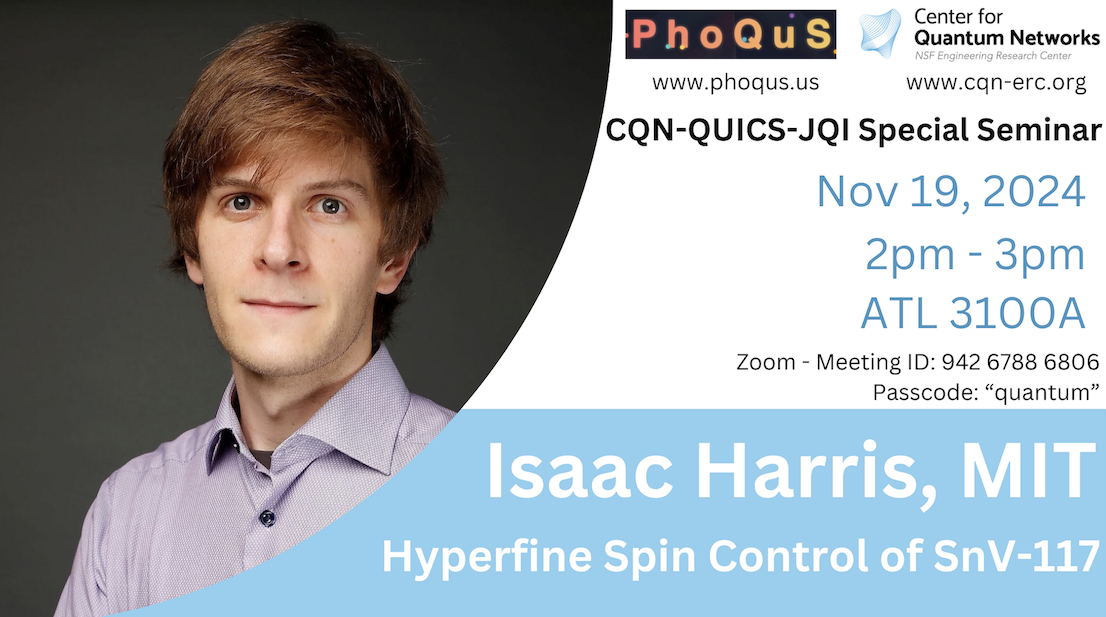 PhoQuS
Center for
Quantum Networks
NSF Engineering Research Center
www.phoqus.us
www.cqn-erc.org
CQN-QUICS-JQI Special Seminar
Nov 19, 2024
2pm - 3pm
ATL 3100A
Zoom - Meeting ID: 942 6788 6806
Passcode: “quantum”
Isaac Harris, MIT
Hyperfine Spin Control of SnV-117